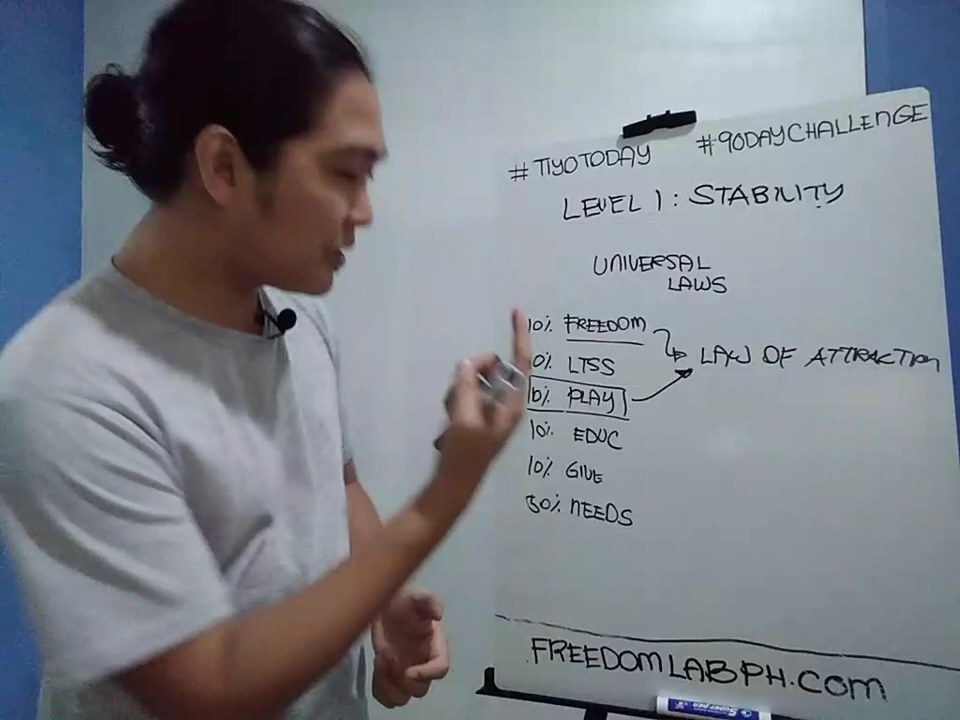 #TIYOTODAY #90DAYCHALLENGE
LEVEL 1: STABILITY
UNIVERSAL
LAWS
10% FREEDOM
0% LTSS
LAW OF ATTRACTION
10% PLAY
10% EDUC
10% GIVE
50% NEEDS
FREEDOMLABPH.COM